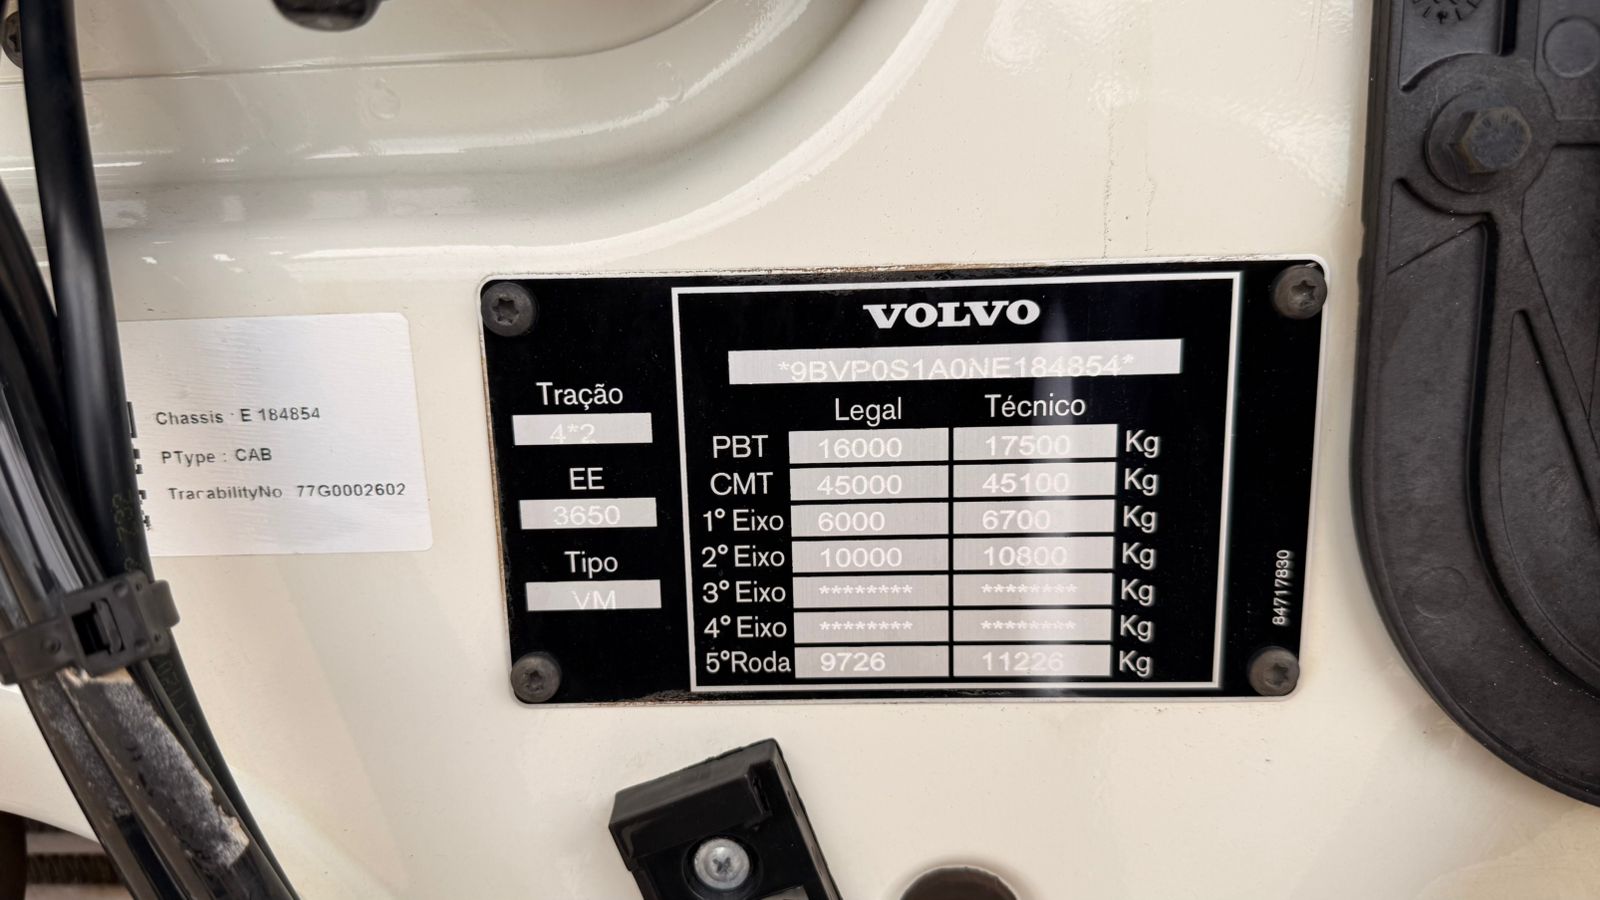 Chassis : E 184854
PType : CAB
TracabilityNo 77G0002602
VOLVO
*9BVP0S1A0NE184854*
Tração
4*2
EE
3650
Tipo
VM
Legal Técnico
PBT 16000 17500 Kg
CMT 45000 45100 Kg
1º Eixo 6000 6700 Kg
2º Eixo 10000 10800 Kg
3º Eixo ******** ******** Kg
4º Eixo ******** ******** Kg
5ºRoda 9726 11226 Kg
84717830